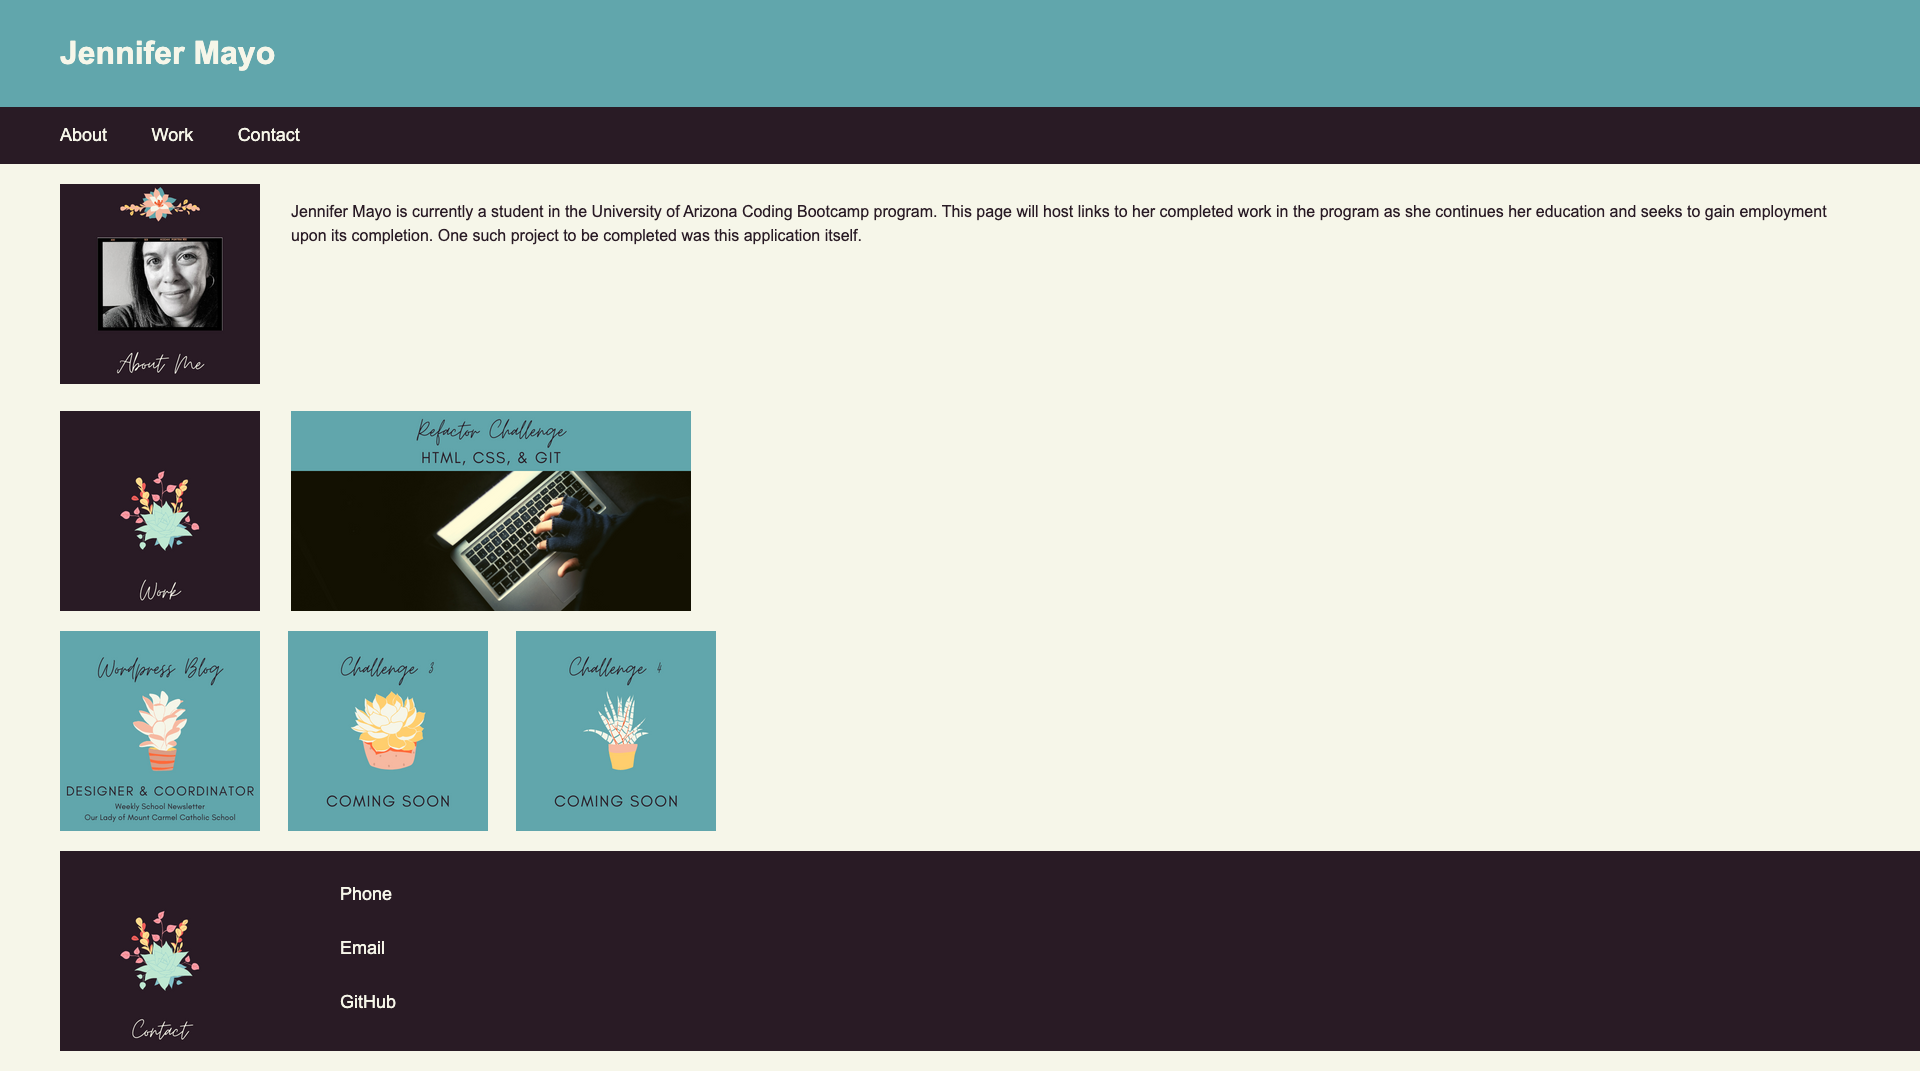 Jennifer Mayo
About Work Contact
Jennifer Mayo is currently a student in the University of Arizona Coding Bootcamp program. This page will host links to her completed work in the program as she continues her education and seeks to gain employment
upon its completion. One such project to be completed was this application itself.
About Me
Refactor Challenge
HTML, CSS, & GIT
Work
Wordpress Blog
DESIGNER & COORDINATOR
Weekly School Newsletter
Our Lady of Mount Carmel Catholic School
Challenge 3
COMING SOON
Challenge 4
COMING SOON
Contact
Phone
Email
GitHub